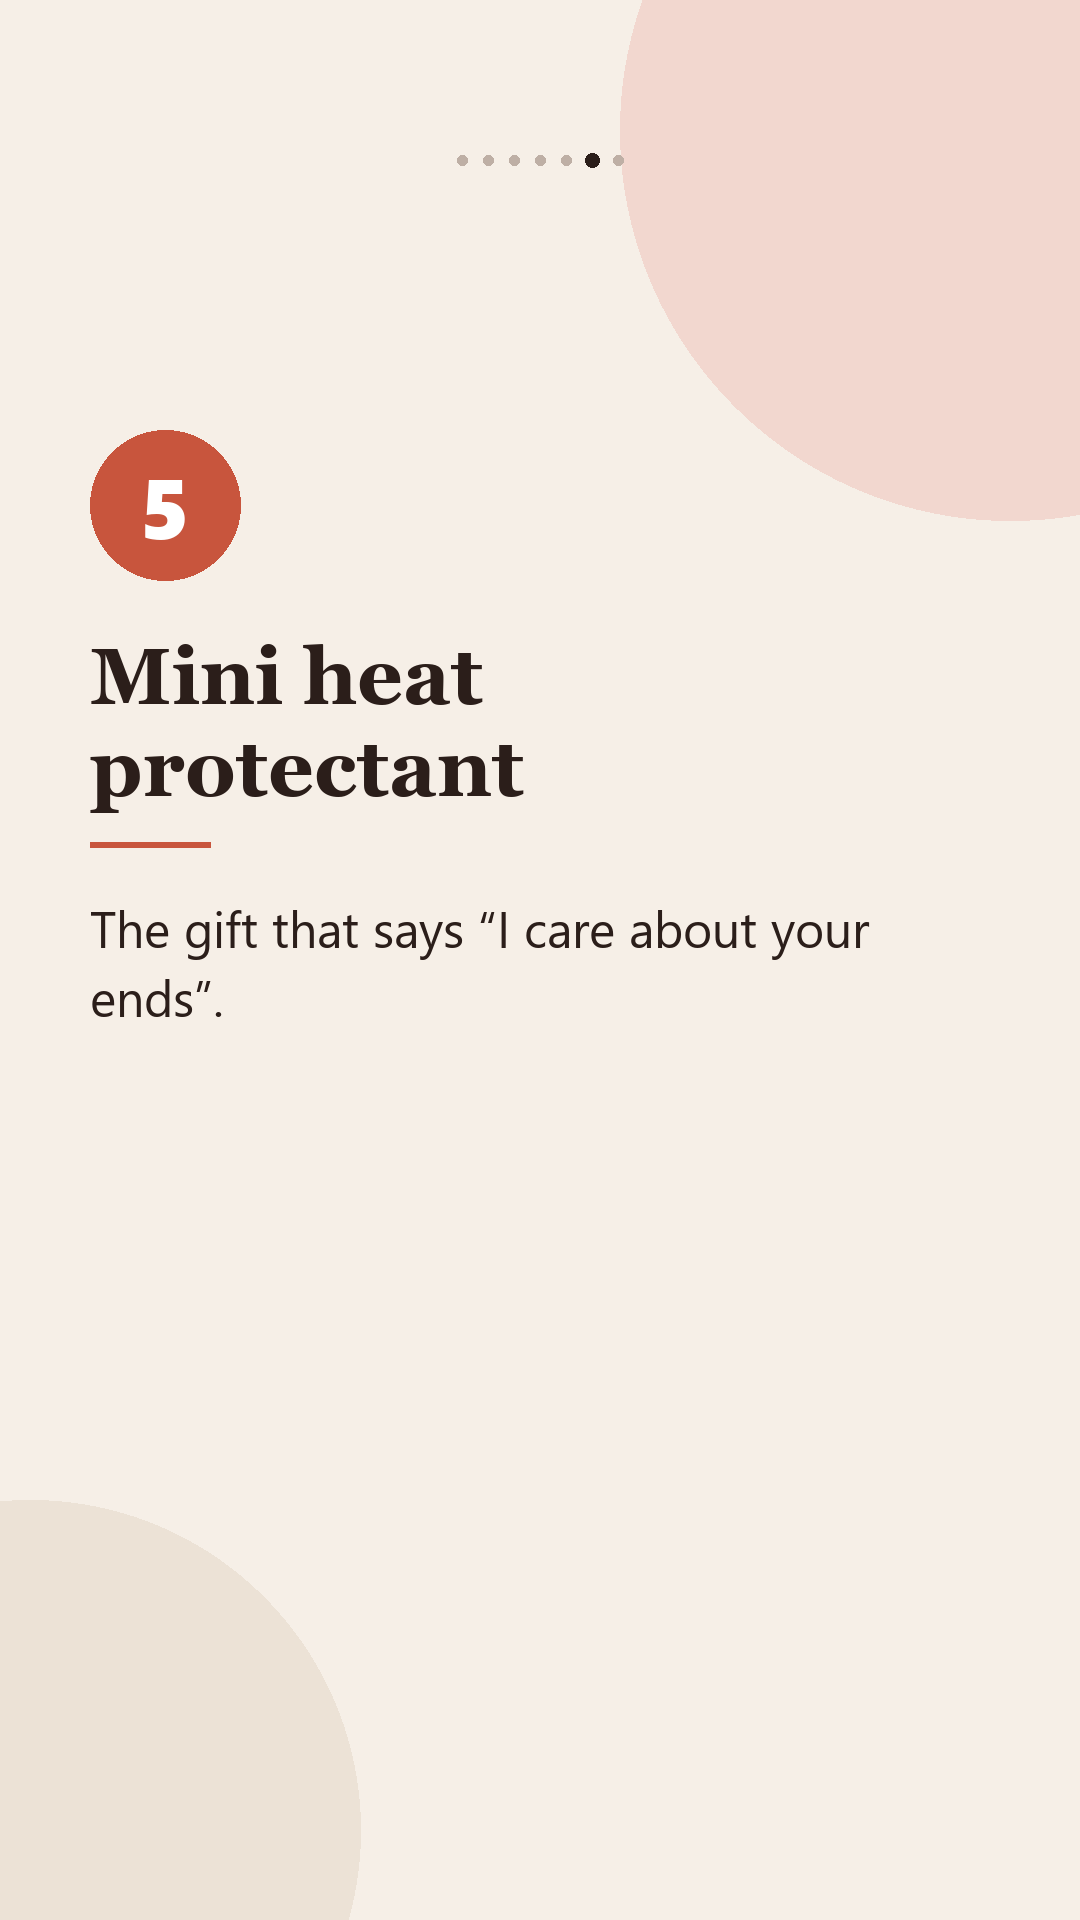 5
Mini heat
protectant
The gift that says “I care about your
ends”.